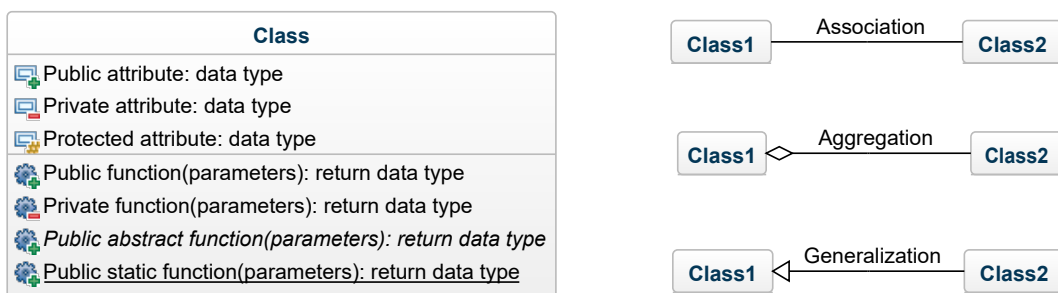 Class
Public attribute: data type
Private attribute: data type
Protected attribute: data type
Public function(parameters): return data type
Private function(parameters): return data type
Public abstract function(parameters): return data type
Public static function(parameters): return data type
Class1 Association Class2
Class1 Aggregation Class2
Class1 Generalization Class2